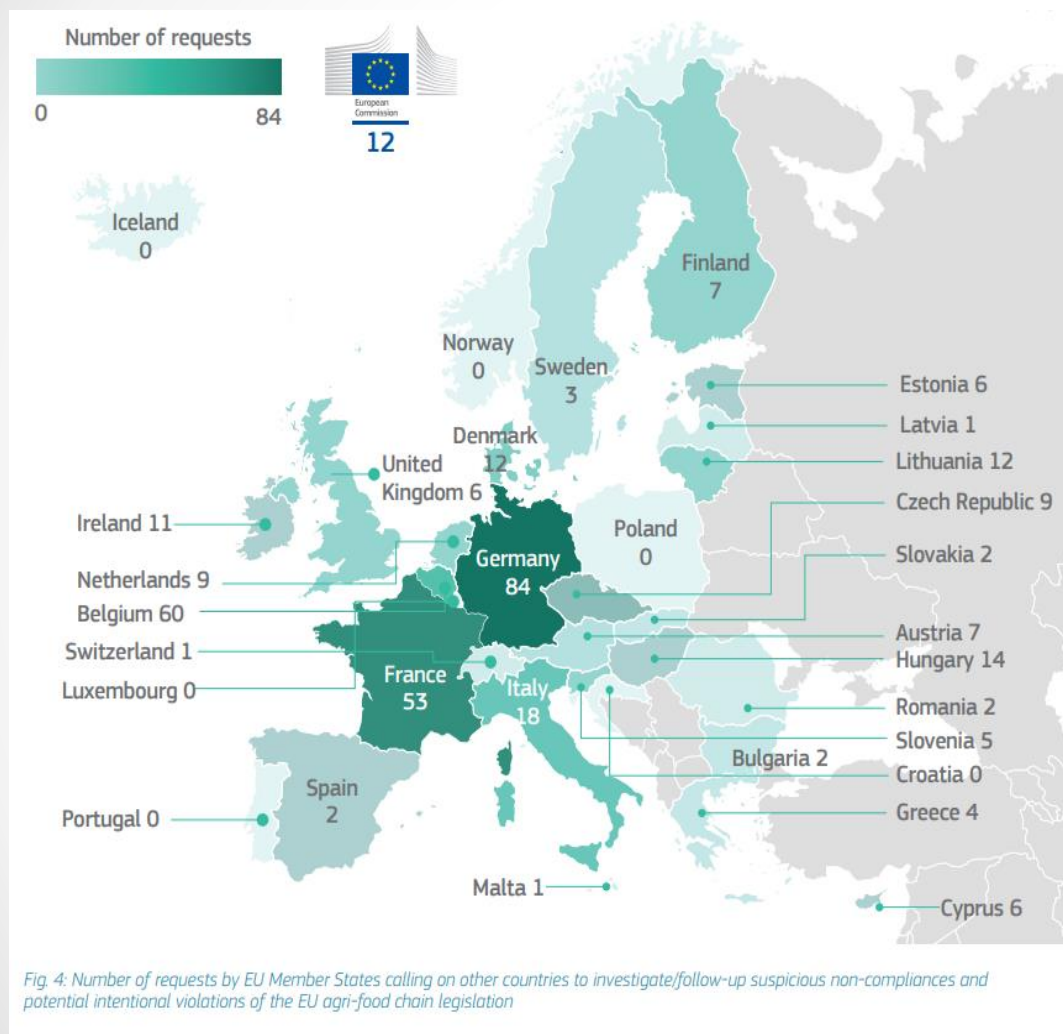 Number of requests
0
84
European
Commission
12
Iceland
0
Finland
7
Norway
0
Sweden
3
Estonia 6
Latvia 1
Denmark
12
Lithuania 12
United
Kingdom 6
Czech Republic 9
Ireland 11
Poland
0
Germany
84
Slovakia 2
Netherlands 9
Belgium 60
Austria 7
Switzerland 1
Hungary 14
France
53
Italy
18
Luxembourg 0
Romania 2
Slovenia 5
Bulgaria 2
Croatia 0
Spain
2
Greece 4
Portugal 0
Malta 1
Cyprus 6
Fig. 4: Number of requests by EU Member States calling on other countries to investigate/follow-up suspicious non-compliances and
potential intentional violations of the EU agri-food chain legislation